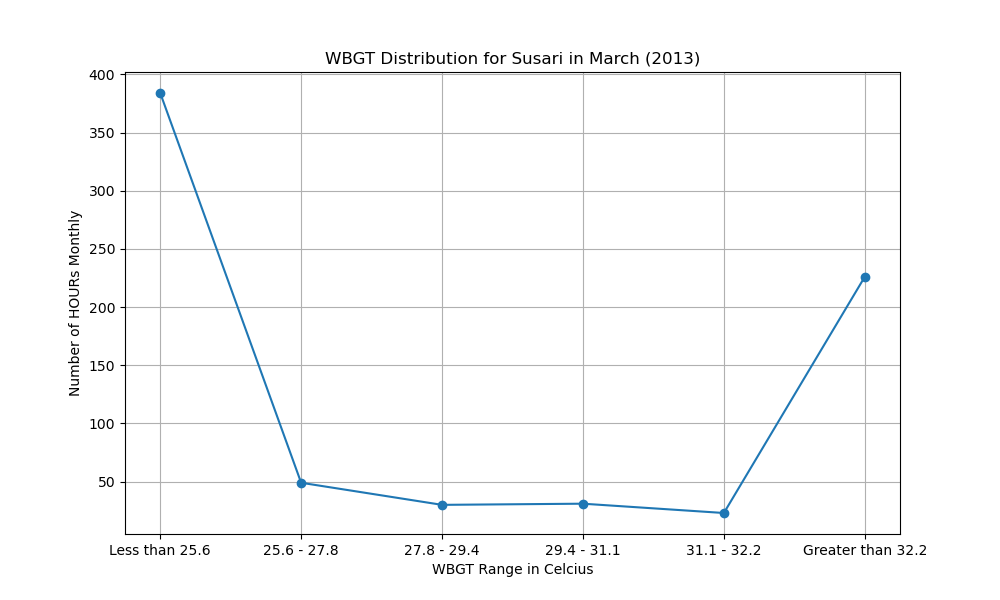 WBGT Distribution for Susari in March (2013)
400
350
300
250
200
150
100
50
Number of HOURs Monthly
Less than 25.6
25.6 - 27.8
27.8 - 29.4
29.4 - 31.1
31.1 - 32.2
Greater than 32.2
WBGT Range in Celcius